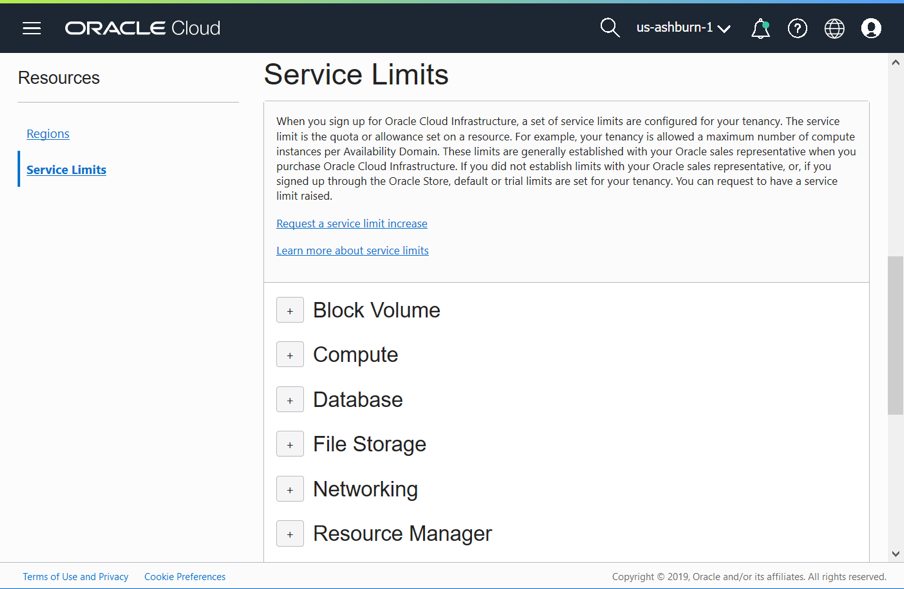 ORACLE Cloud
us-ashburn-1
Resources
Regions
Service Limits
Service Limits
When you sign up for Oracle Cloud Infrastructure, a set of service limits are configured for your tenancy. The service
limit is the quota or allowance set on a resource. For example, your tenancy is allowed a maximum number of compute
instances per Availability Domain. These limits are generally established with your Oracle sales representative when you
purchase Oracle Cloud Infrastructure. If you did not establish limits with your Oracle sales representative, or, if you
signed up through the Oracle Store, default or trial limits are set for your tenancy. You can request to have a service
limit raised.
Request a service limit increase
Learn more about service limits
+ Block Volume
+ Compute
+ Database
+ File Storage
+ Networking
+ Resource Manager
Terms of Use and Privacy Cookie Preferences
Copyright © 2019, Oracle and/or its affiliates. All rights reserved.